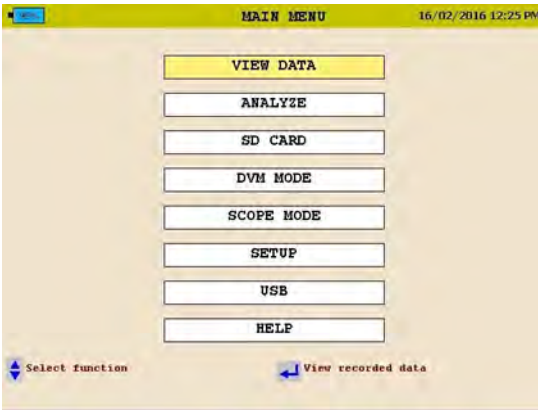 MAIN MENU 16/02/2016 12:25 PM
VIEW DATA
ANALYZE
SD CARD
DVM MODE
SCOPE MODE
SETUP
USB
HELP
Select function View recorded data